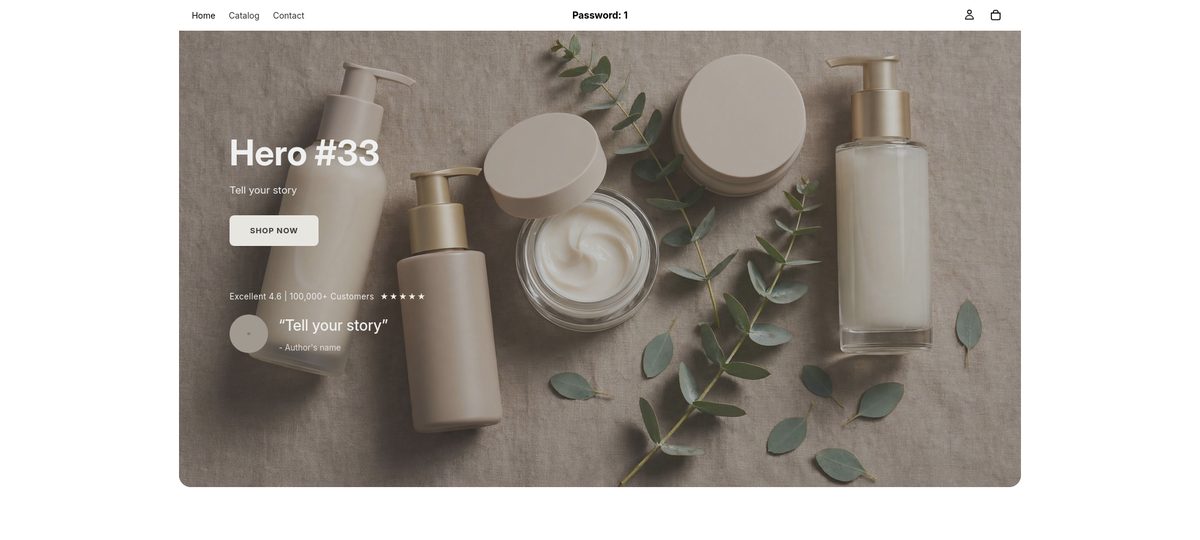 Home Catalog Contact Password: 1
Hero #33
Tell your story
SHOP NOW
Excellent 4.6 | 100,000+ Customers ★★★★★
“Tell your story”
- Author's name